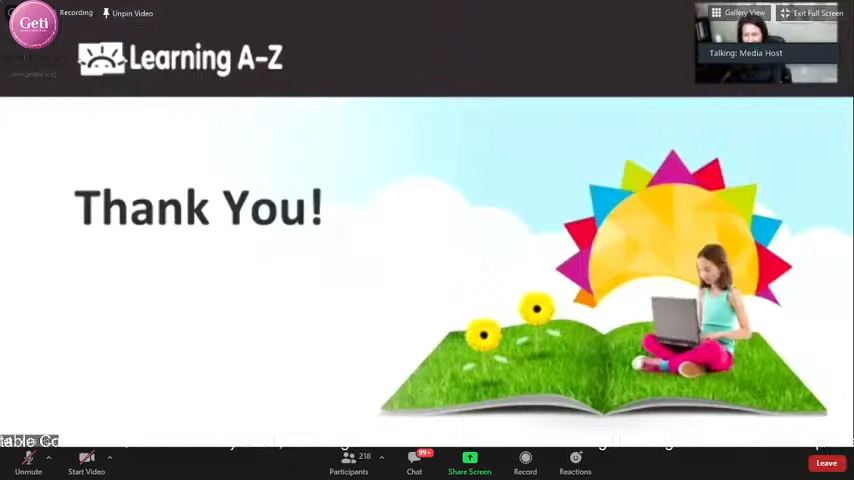 Geti
Recording
Unpin Video
Gallery View
Exit Full Screen
Learning A-Z
Talking: Media Host
Thank You!
Unmute
Start Video
218
Participants
99+
Chat
Share Screen
Record
Reactions
Leave